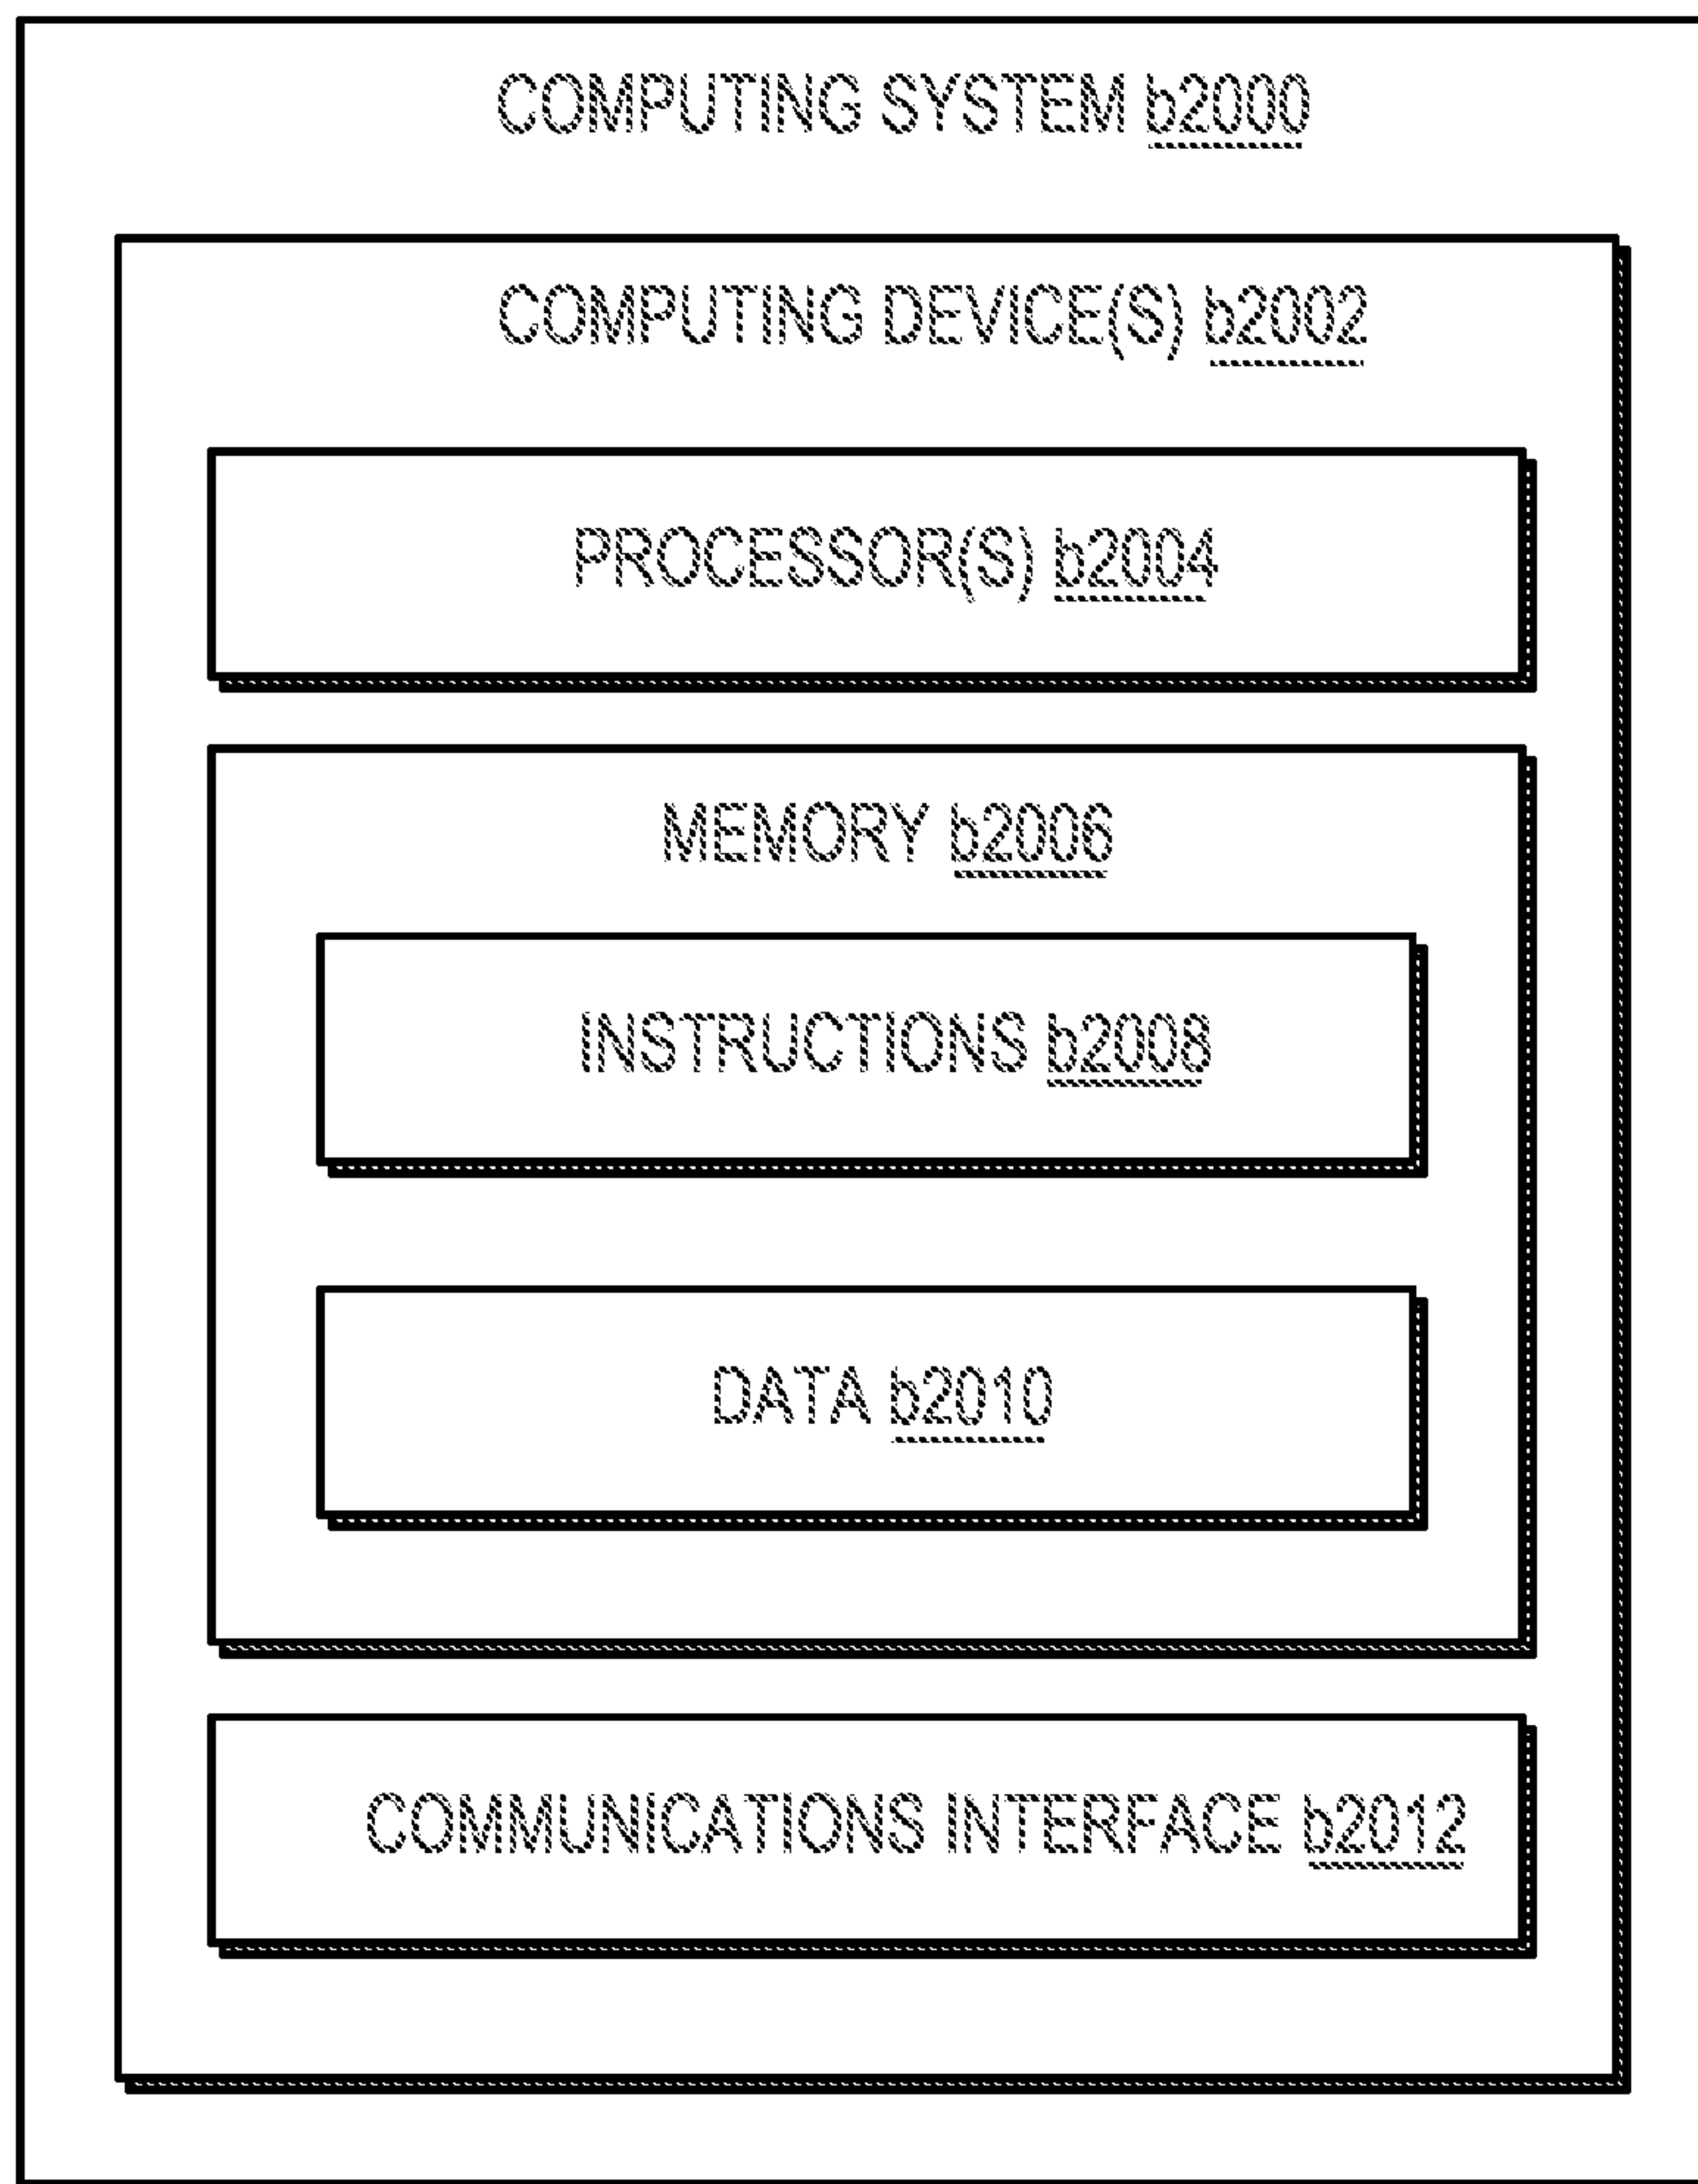 COMPUTING SYSTEM b2000
COMPUTING DEVICE(S) b2002
PROCESSOR(S) b2004
MEMORY b2006
INSTRUCTIONS b2008
DATA b2010
COMMUNICATIONS INTERFACE b2012